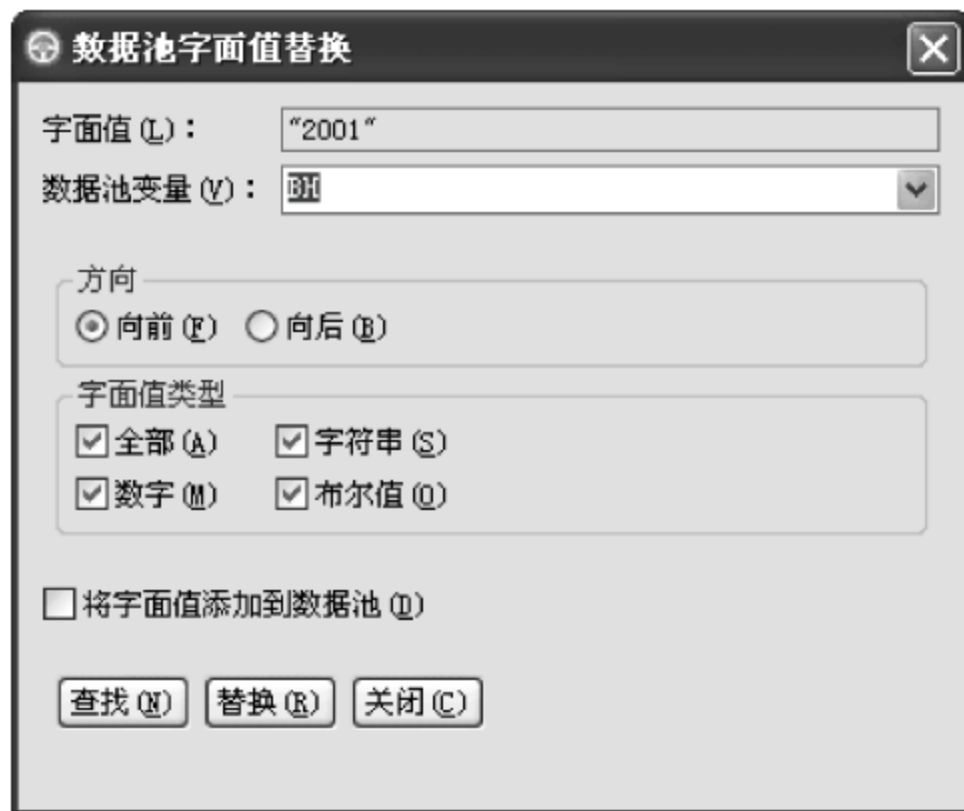 数据池字面值替换
字面值(L)： "2001"
数据池变量(V)： BH
方向
向前(F) 向后(B)
字面值类型
全部(A) 字符串(S)
数字(M) 布尔值(O)
将字面值添加到数据池(D)
查找(N) 替换(R) 关闭(C)